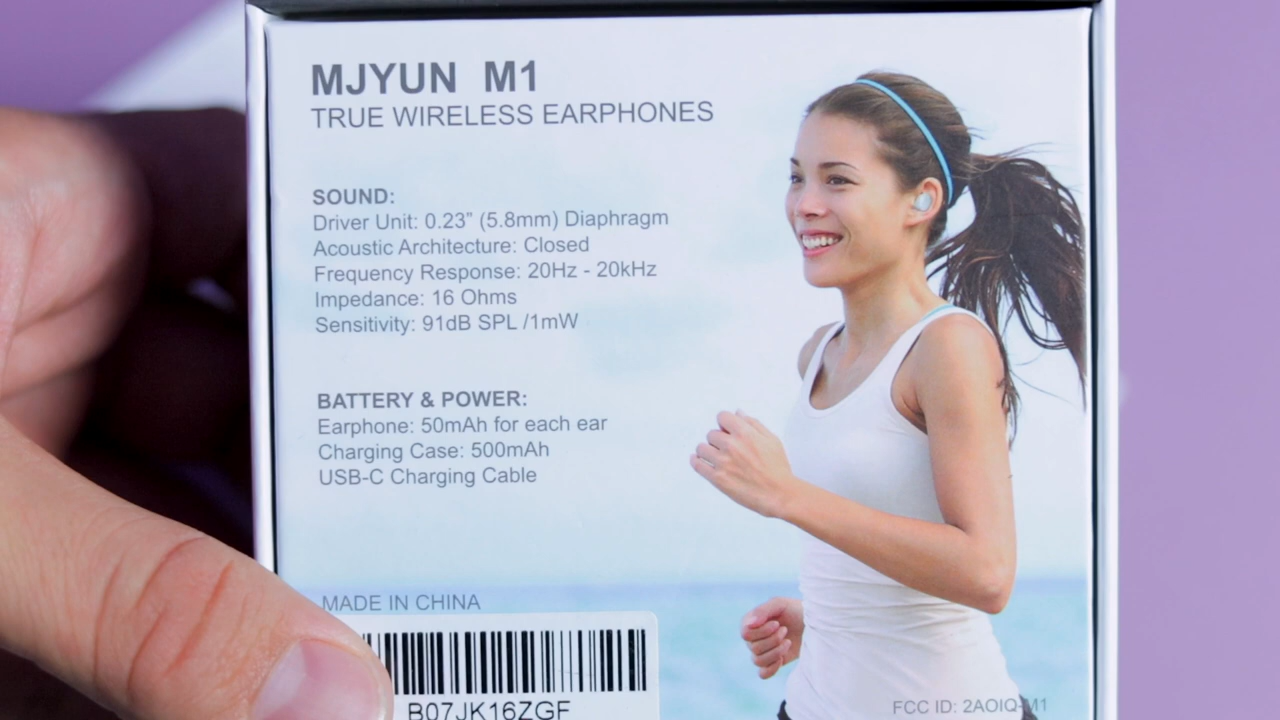 MJYUN M1
TRUE WIRELESS EARPHONES
SOUND:
Driver Unit: 0.23” (5.8mm) Diaphragm
Acoustic Architecture: Closed
Frequency Response: 20Hz - 20kHz
Impedance: 16 Ohms
Sensitivity: 91dB SPL /1mW
BATTERY & POWER:
Earphone: 50mAh for each ear
Charging Case: 500mAh
USB-C Charging Cable
MADE IN CHINA
B07JK16ZGF
FCC ID: 2AOIQ-M1